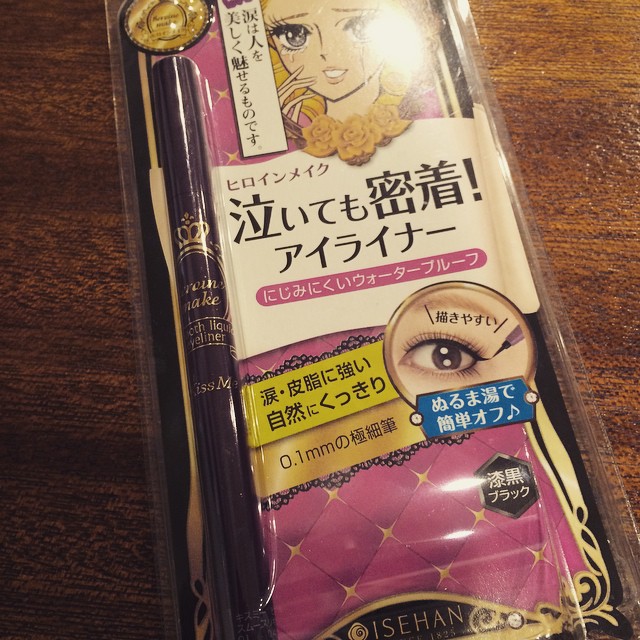 涙は人を
美しく魅せるものです。
ヒロインメイク
泣いても密着!
アイライナー
にじみにくいウォータープルーフ
描きやすい
涙・皮脂に強い
自然にくっきり
0.1mmの極細筆
ぬるま湯で
簡単オフ♪
漆黒
ブラック
make
liquid
eyeliner
ISEHAN